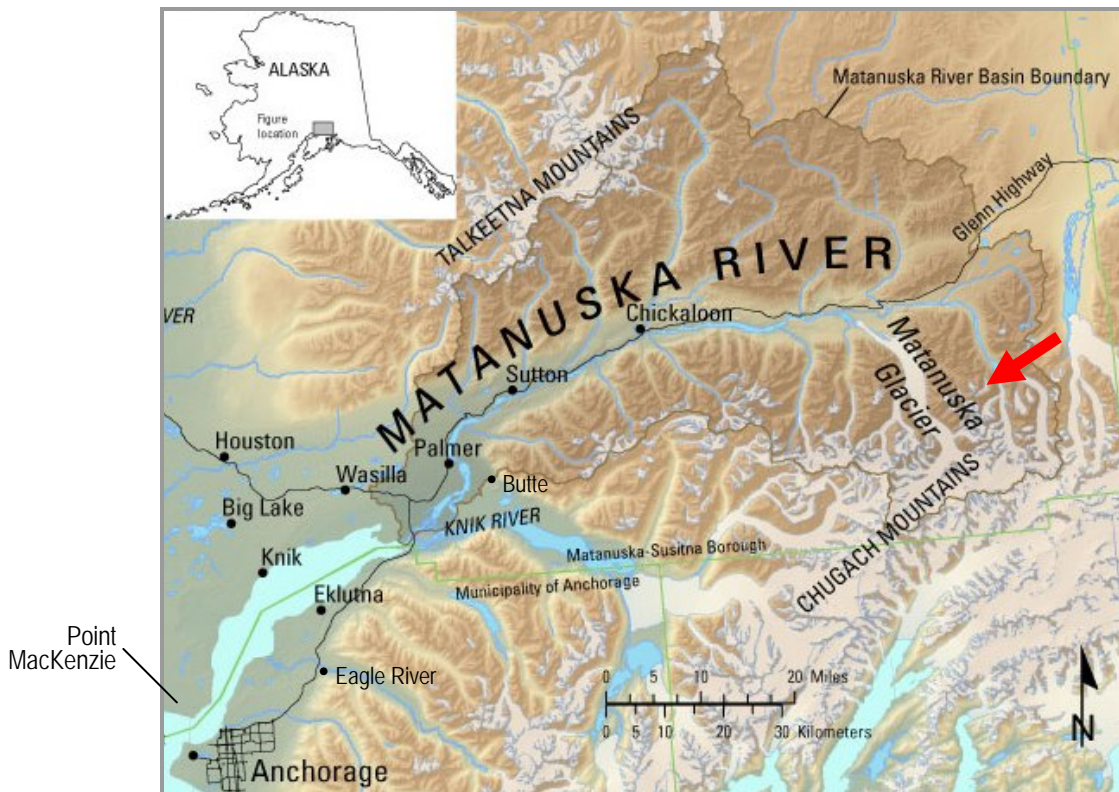 ALASKA
Figure
location
Matanuska River Basin Boundary
TALKEETNA MOUNTAINS
Glenn Highway
MATANUSKA RIVER
VER
Chickaloon
Matanuska
Glacier
Sutton
Houston
Palmer
Wasilla
Butte
Big Lake
KNIK RIVER
CHUGACH MOUNTAINS
Matanuska-Susitna Borough
Knik
Municipality of Anchorage
Eklutna
Point
MacKenzie
Eagle River
0 5 10 20 Miles
0 5 10 20 30 Kilometers
N
Anchorage